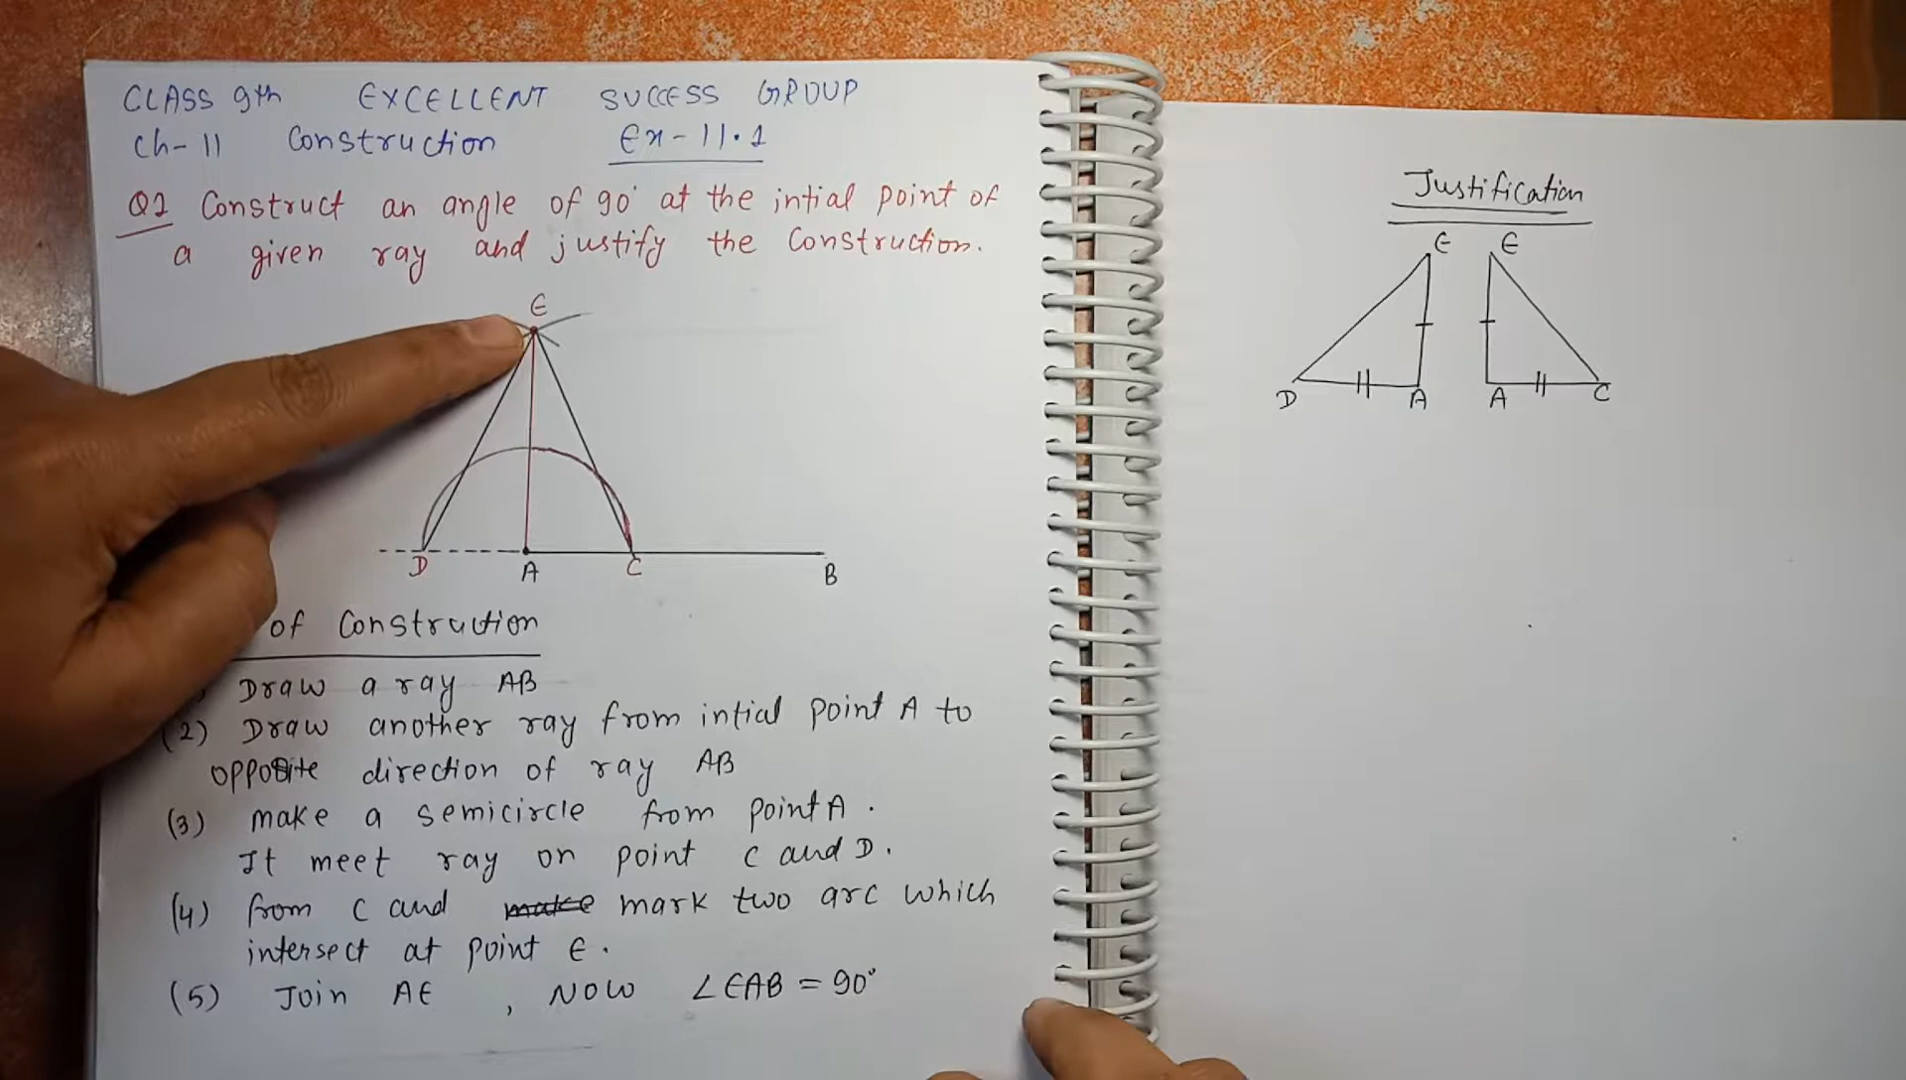 CLASS 9th EXCELLENT SUCCESS GROUP
Ch-11 Construction Ex-11.1
Q1 Construct an angle of 90° at the intial point of
a given ray and justify the Construction.
E
D A C B
of Construction
Draw a ray AB
(2) Draw another ray from intial point A to
opposite direction of ray AB
(3) make a semicircle from point A.
It meet ray on point C and D.
(4) from C and make mark two arc which
intersect at point E.
(5) Join AE, NOW ∠EAB = 90°
Justification
E E
D A A C